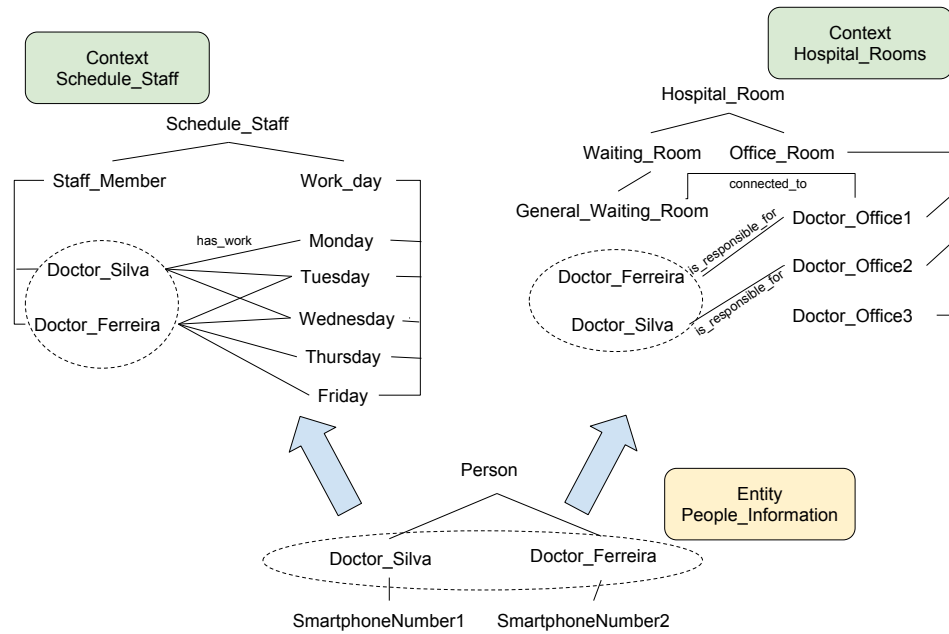 Context
Schedule_Staff
Context
Hospital_Rooms
Schedule_Staff
Staff_Member
Work_day
has_work
Monday
Doctor_Silva
Tuesday
Doctor_Ferreira
Wednesday
Thursday
Friday
Hospital_Room
Waiting_Room
Office_Room
connected_to
General_Waiting_Room
Doctor_Office1
is_responsible_for
Doctor_Ferreira
Doctor_Office2
is_responsible_for
Doctor_Silva
Doctor_Office3
Person
Entity
People_Information
Doctor_Silva
Doctor_Ferreira
SmartphoneNumber1
SmartphoneNumber2